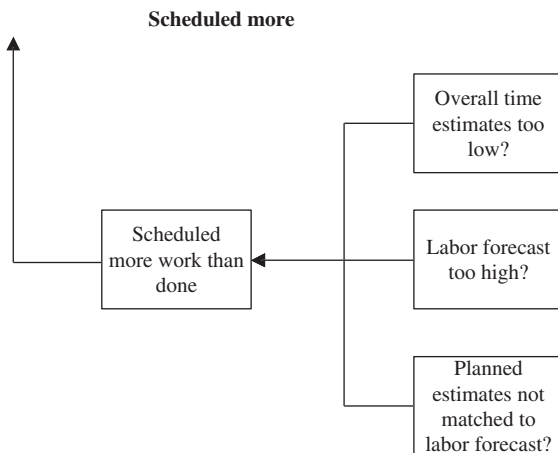 Scheduled more
Overall time
estimates too
low?
Scheduled
more work than
done
Labor forecast
too high?
Planned
estimates not
matched to
labor forecast?